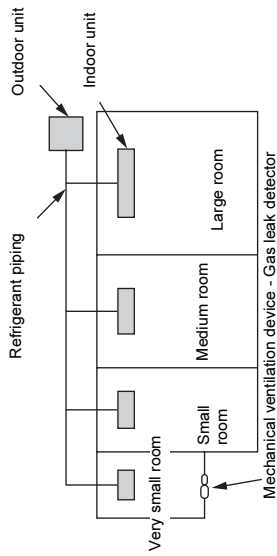 Outdoor unit
Indoor unit
Refrigerant piping
Very small room
Small
room
Medium room
Large room
Mechanical ventilation device - Gas leak detector